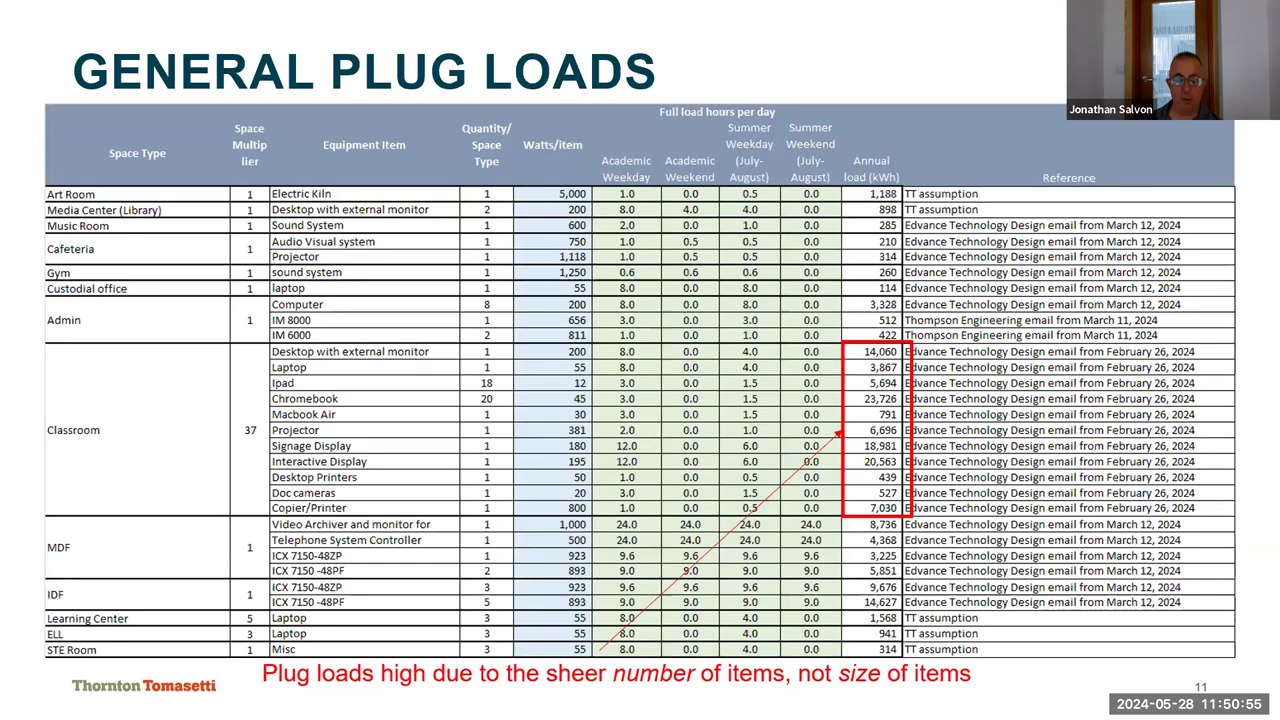 GENERAL PLUG LOADS
Jonathan Salvon
Full load hours per day
Space Type Space Multip lier Equipment Item Quantity/ Space Type Watts/item Academic Weekday Academic Weekend Summer Weekday (July- August) Summer Weekend (July- August) Annual load (kWh) Reference
Art Room 1 Electric Kiln 1 5,000 1.0 0.0 0.5 0.0 1,188 TT assumption
Media Center (Library) 1 Desktop with external monitor 2 200 8.0 4.0 4.0 0.0 898 TT assumption
Music Room 1 Sound System 1 600 2.0 0.0 1.0 0.0 285 Edvance Technology Design email from March 12, 2024
Cafeteria 1 Audio Visual system 1 750 1.0 0.5 0.5 0.0 210 Edvance Technology Design email from March 12, 2024
Projector 1 1,118 1.0 0.5 0.5 0.0 314 Edvance Technology Design email from March 12, 2024
Gym 1 sound system 1 1,250 0.6 0.6 0.6 0.0 260 Edvance Technology Design email from March 12, 2024
Custodial office 1 laptop 1 55 8.0 0.0 8.0 0.0 114 Edvance Technology Design email from March 12, 2024
Admin 1 Computer 8 200 8.0 0.0 8.0 0.0 3,328 Edvance Technology Design email from March 12, 2024
IM 8000 1 656 3.0 0.0 3.0 0.0 512 Thompson Engineering email from March 11, 2024
IM 6000 2 811 1.0 0.0 1.0 0.0 422 Thompson Engineering email from March 11, 2024
Classroom 37 Desktop with external monitor 1 200 8.0 0.0 4.0 0.0 14,060 Edvance Technology Design email from February 26, 2024
Laptop 1 55 8.0 0.0 4.0 0.0 3,867 Edvance Technology Design email from February 26, 2024
Ipad 18 12 3.0 0.0 1.5 0.0 5,694 Edvance Technology Design email from February 26, 2024
Chromebook 20 45 3.0 0.0 1.5 0.0 23,726 Edvance Technology Design email from February 26, 2024
Macbook Air 1 30 3.0 0.0 1.5 0.0 791 Edvance Technology Design email from February 26, 2024
Projector 1 381 2.0 0.0 1.0 0.0 6,696 Edvance Technology Design email from February 26, 2024
Signage Display 1 180 12.0 0.0 6.0 0.0 18,981 Edvance Technology Design email from February 26, 2024
Interactive Display 1 195 12.0 0.0 6.0 0.0 20,563 Edvance Technology Design email from February 26, 2024
Desktop Printers 1 50 1.0 0.0 0.5 0.0 439 Edvance Technology Design email from February 26, 2024
Doc cameras 1 20 3.0 0.0 1.5 0.0 527 Edvance Technology Design email from February 26, 2024
Copier/Printer 1 800 1.0 0.0 0.5 0.0 7,030 Edvance Technology Design email from February 26, 2024
MDF 1 Video Archiver and monitor for 1 1,000 24.0 24.0 24.0 24.0 8,736 Edvance Technology Design email from March 12, 2024
Telephone System Controller 1 500 24.0 24.0 24.0 24.0 4,368 Edvance Technology Design email from March 12, 2024
ICX 7150-48ZP 1 923 9.6 9.6 9.6 9.6 3,225 Edvance Technology Design email from March 12, 2024
ICX 7150 -48PF 2 893 9.0 9.0 9.0 9.0 5,851 Edvance Technology Design email from March 12, 2024
IDF 1 ICX 7150-48ZP 3 923 9.6 9.6 9.6 9.6 9,676 Edvance Technology Design email from March 12, 2024
ICX 7150 -48PF 5 893 9.0 9.0 9.0 9.0 14,627 Edvance Technology Design email from March 12, 2024
Learning Center 5 Laptop 3 55 8.0 0.0 4.0 0.0 1,568 TT assumption
ELL 3 Laptop 3 55 8.0 0.0 4.0 0.0 941 TT assumption
STE Room 1 Misc 3 55 8.0 0.0 4.0 0.0 314 TT assumption
Plug loads high due to the sheer number of items, not size of items
Thornton Tomasetti
11
2024-05-28 11:50:55